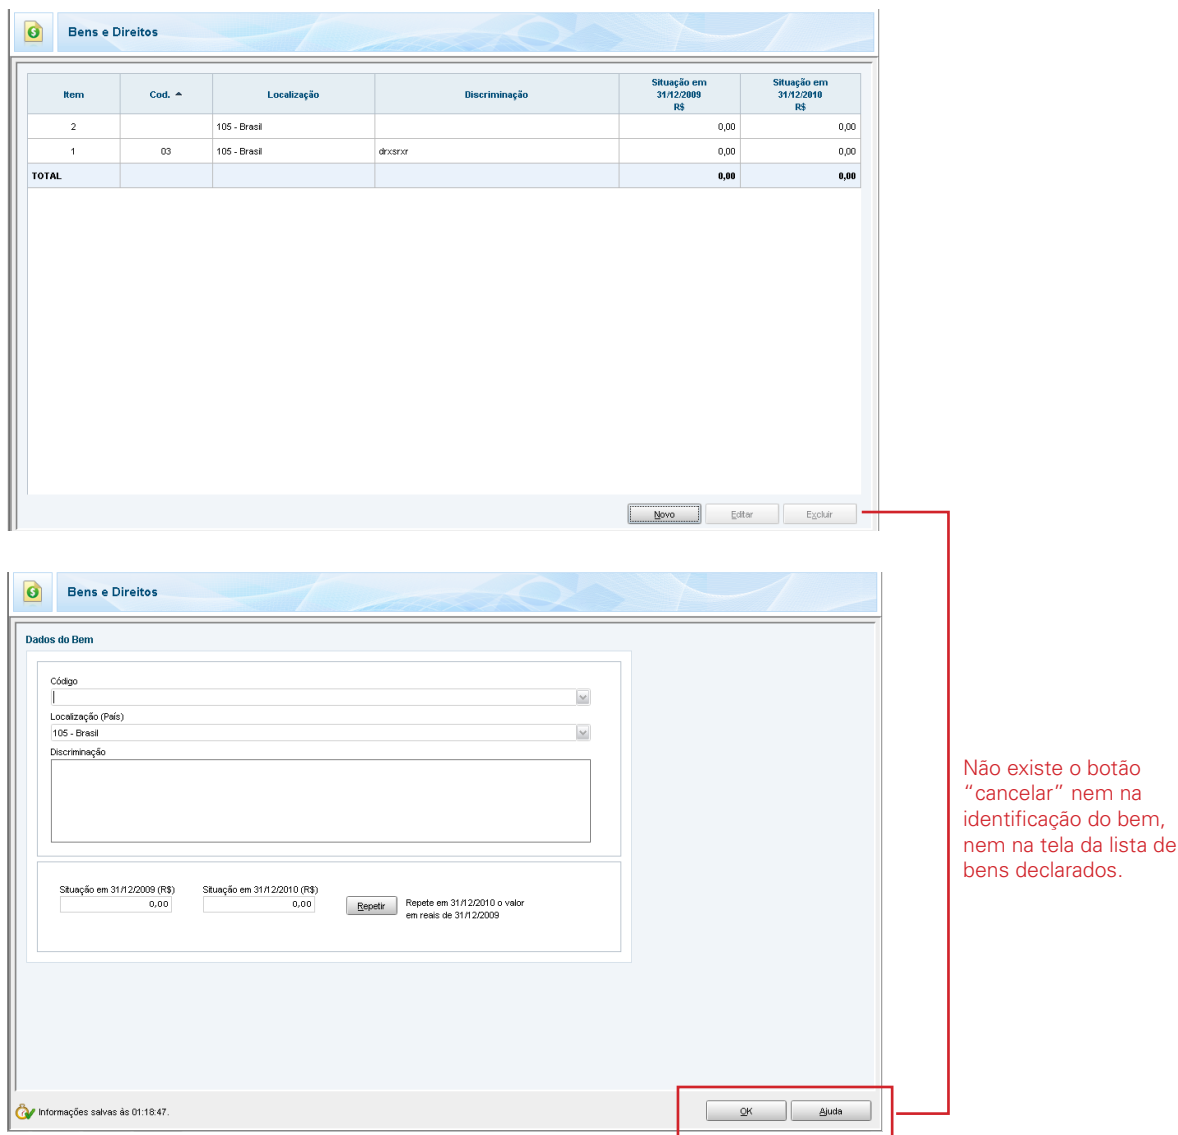 Bens e Direitos
Item Cod. Localização Discriminação Situação em 31/12/2009 R$ Situação em 31/12/2010 R$
2 105 - Brasil 0,00 0,00
1 03 105 - Brasil drxsrxr 0,00 0,00
TOTAL 0,00 0,00
Novo Editar Excluir
Bens e Direitos
Dados do Bem
Código
Localização (País)
105 - Brasil
Discriminação
Situação em 31/12/2009 (R$) Situação em 31/12/2010 (R$)
0,00 0,00 Repetir Repete em 31/12/2010 o valor
em reais de 31/12/2009
Informações salvas às 01:18:47.
OK Ajuda
Não existe o botão
“cancelar” nem na
identificação do bem,
nem na tela da lista de
bens declarados.